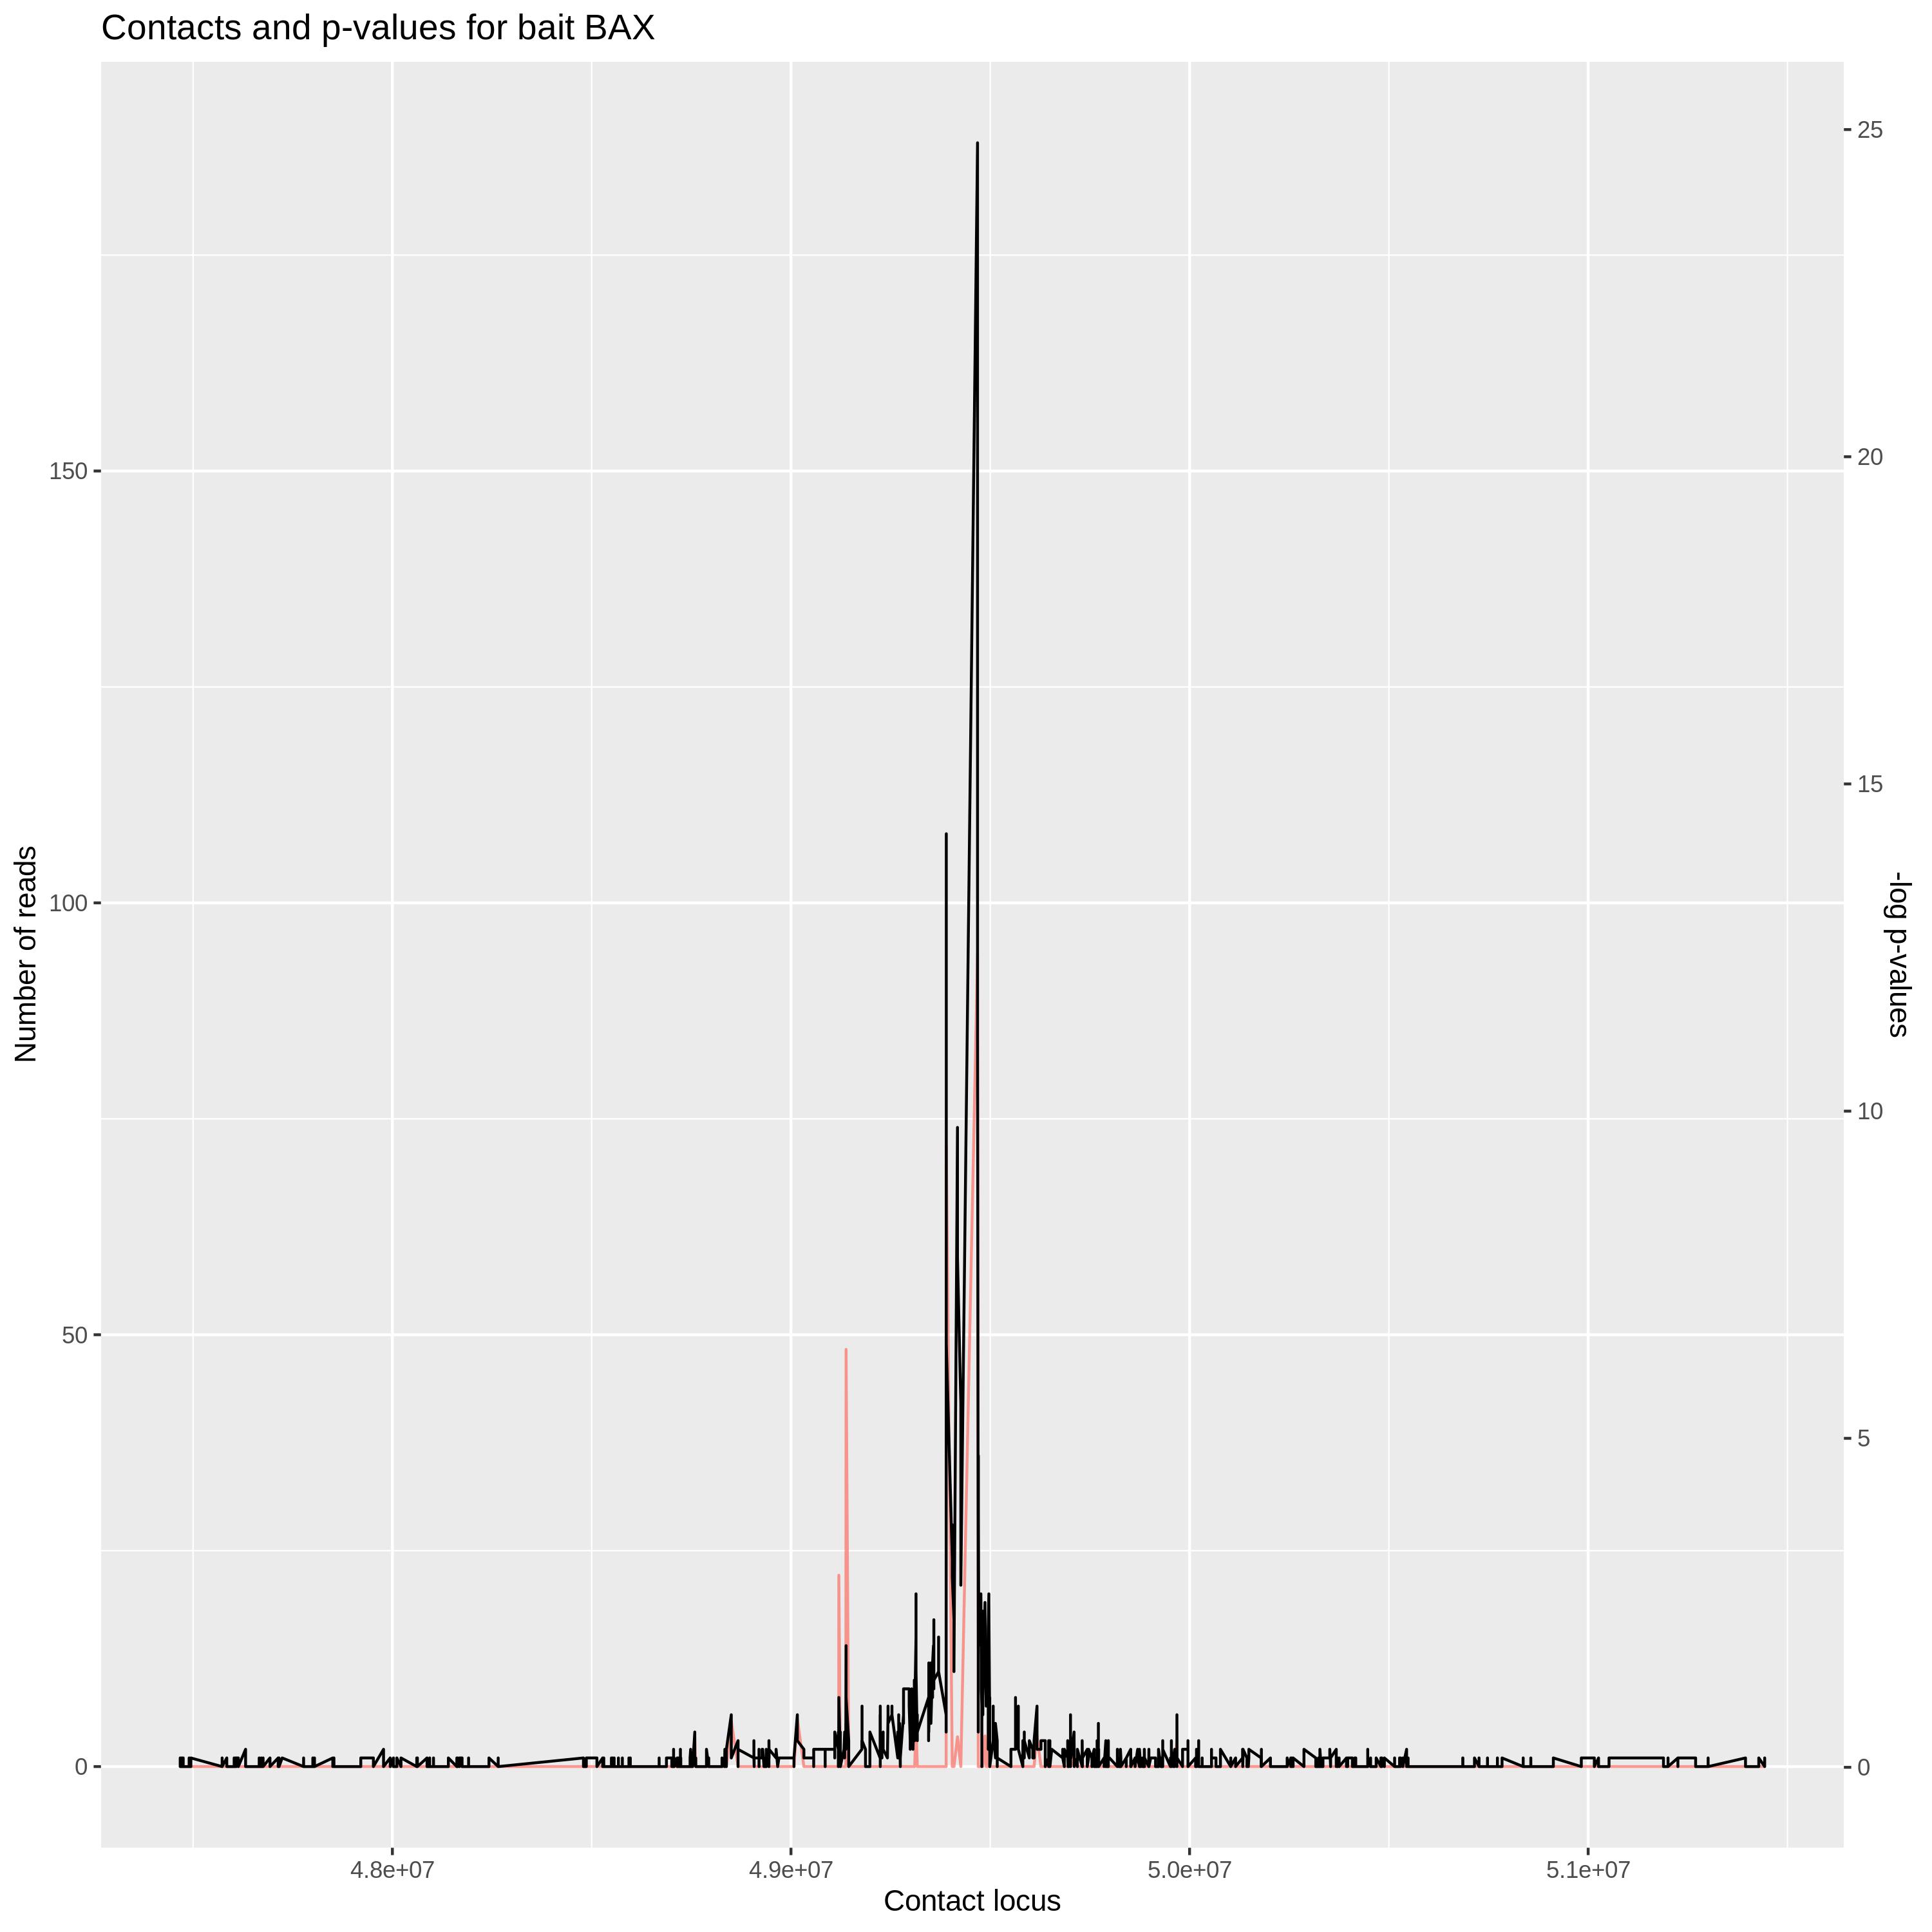 Contacts and p-values for bait BAX
Number of reads
150
100
50
0
25
20
15
10
5
0
-log p-values
4.8e+07
4.9e+07
5.0e+07
5.1e+07
Contact locus